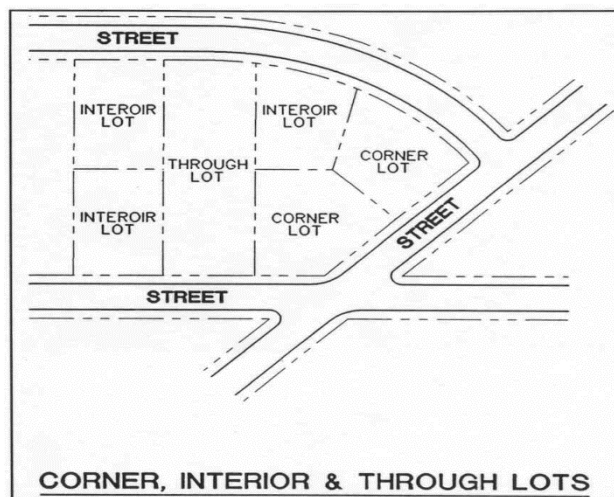 STREET
INTEROIR
LOT
INTEROIR
LOT
THROUGH
LOT
CORNER
LOT
INTEROIR
LOT
CORNER
LOT
STREET
STREET
CORNER, INTERIOR & THROUGH LOTS